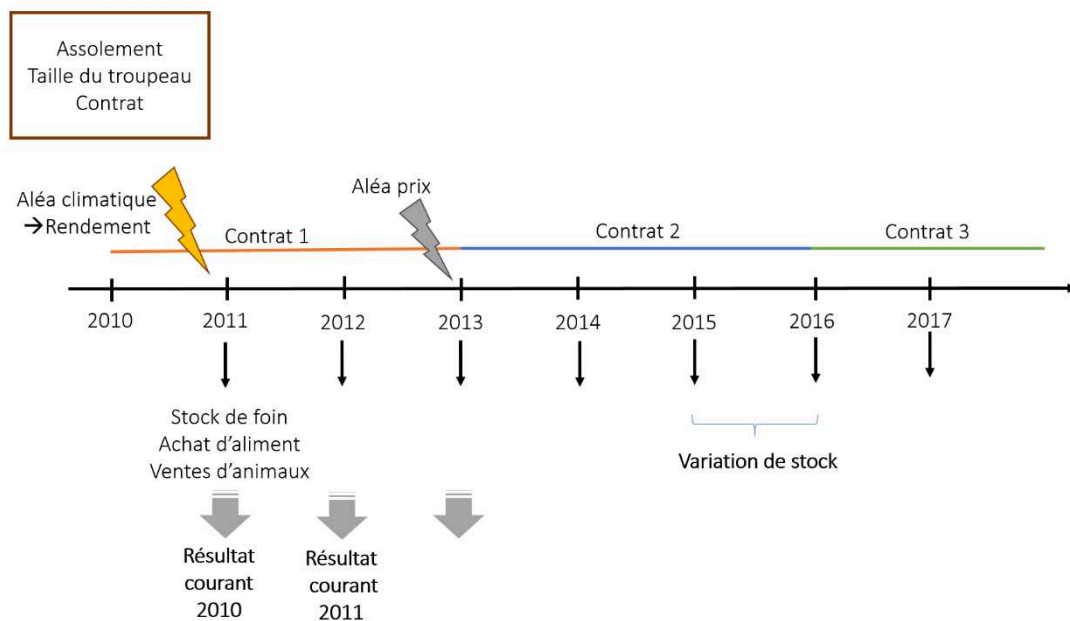 Assolement
Taille du troupeau
Contrat
Aléa climatique
→Rendement
Aléa prix
Contrat 1
Contrat 2
Contrat 3
2010
2011
2012
2013
2014
2015
2016
2017
Stock de foin
Achat d'aliment
Ventes d'animaux
Variation de stock
Résultat
courant
2010
Résultat
courant
2011